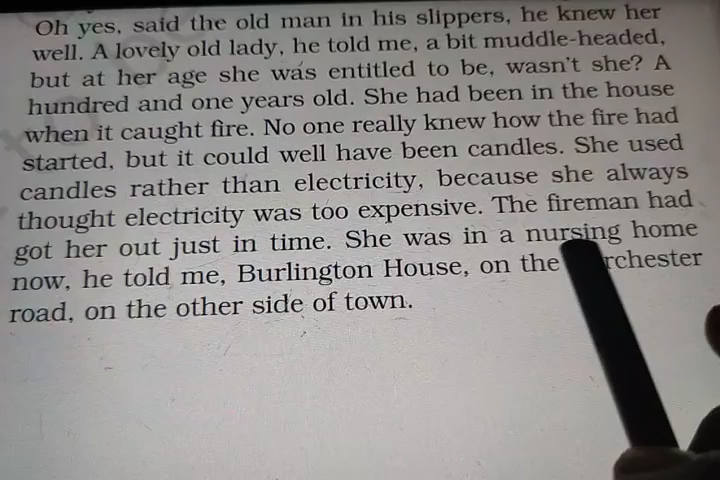 Oh yes, said the old man in his slippers, he knew her
well. A lovely old lady, he told me, a bit muddle-headed,
but at her age she was entitled to be, wasn't she? A
hundred and one years old. She had been in the house
when it caught fire. No one really knew how the fire had
started, but it could well have been candles. She used
candles rather than electricity, because she always
thought electricity was too expensive. The fireman had
got her out just in time. She was in a nursing home
now, he told me, Burlington House, on the rchester
road, on the other side of town.